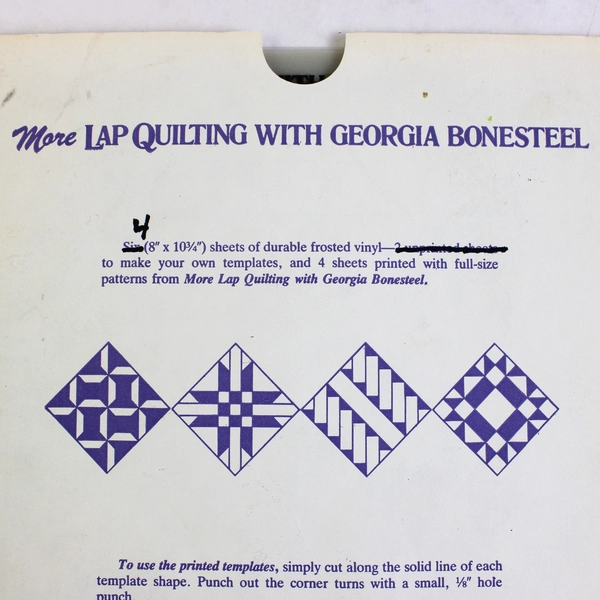 More LAP QUILTING WITH GEORGIA BONESTEEL
4
Six (8″ x 10¾″) sheets of durable frosted vinyl—2 unprinted sheets
to make your own templates, and 4 sheets printed with full-size
patterns from More Lap Quilting with Georgia Bonesteel.
To use the printed templates, simply cut along the solid line of each
template shape. Punch out the corner turns with a small, ⅛″ hole
punch